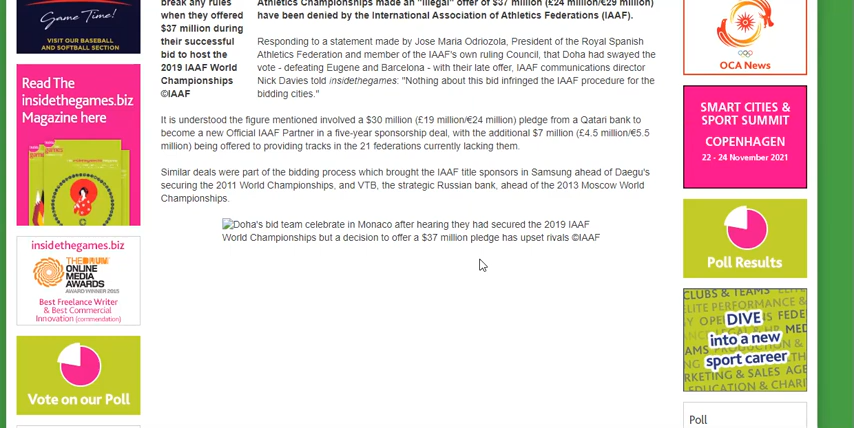 Game Time!
VISIT OUR BASEBALL
AND SOFTBALL SECTION
Read The
insidethegames.biz
Magazine here
insidethegames.biz
THEDRUM
ONLINE
MEDIA
AWARDS
AWARD WINNER 2015
Best Freelance Writer
& Best Commercial
Innovation (commendation)
Vote on our Poll
break any rules
when they offered
$37 million during
their successful
bid to host the
2019 IAAF World
Championships
©IAAF
Athletics Championships made an "illegal" offer of $37 million (£24 million/€29 million)
have been denied by the International Association of Athletics Federations (IAAF).
Responding to a statement made by Jose Maria Odriozola, President of the Royal Spanish
Athletics Federation and member of the IAAF's own ruling Council, that Doha had swayed the
vote - defeating Eugene and Barcelona - with their late offer, IAAF communications director
Nick Davies told insidethegames: "Nothing about this bid infringed the IAAF procedure for the
bidding cities."
It is understood the figure mentioned involved a $30 million (£19 million/€24 million) pledge from a Qatari bank to
become a new Official IAAF Partner in a five-year sponsorship deal, with the additional $7 million (£4.5 million/€5.5
million) being offered to providing tracks in the 21 federations currently lacking them.
Similar deals were part of the bidding process which brought the IAAF title sponsors in Samsung ahead of Daegu's
securing the 2011 World Championships, and VTB, the strategic Russian bank, ahead of the 2013 Moscow World
Championships.
Doha's bid team celebrate in Monaco after hearing they had secured the 2019 IAAF
World Championships but a decision to offer a $37 million pledge has upset rivals ©IAAF
OCA News
SMART CITIES &
SPORT SUMMIT
COPENHAGEN
22 - 24 November 2021
Poll Results
CLUBS & TEAMS
DIVE
into a new
sport career
MARKETING & SALES
EDUCATION &
Poll